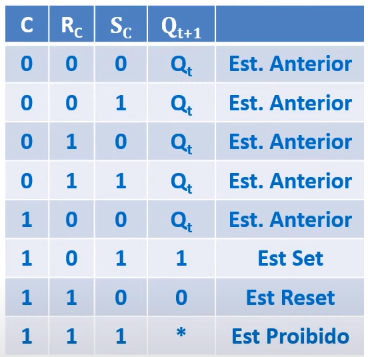 C R_C S_C Q_{t+1}
0 0 0 Q_t Est. Anterior
0 0 1 Q_t Est. Anterior
0 1 0 Q_t Est. Anterior
0 1 1 Q_t Est. Anterior
1 0 0 Q_t Est. Anterior
1 0 1 1 Est Set
1 1 0 0 Est Reset
1 1 1 * Est Proibido